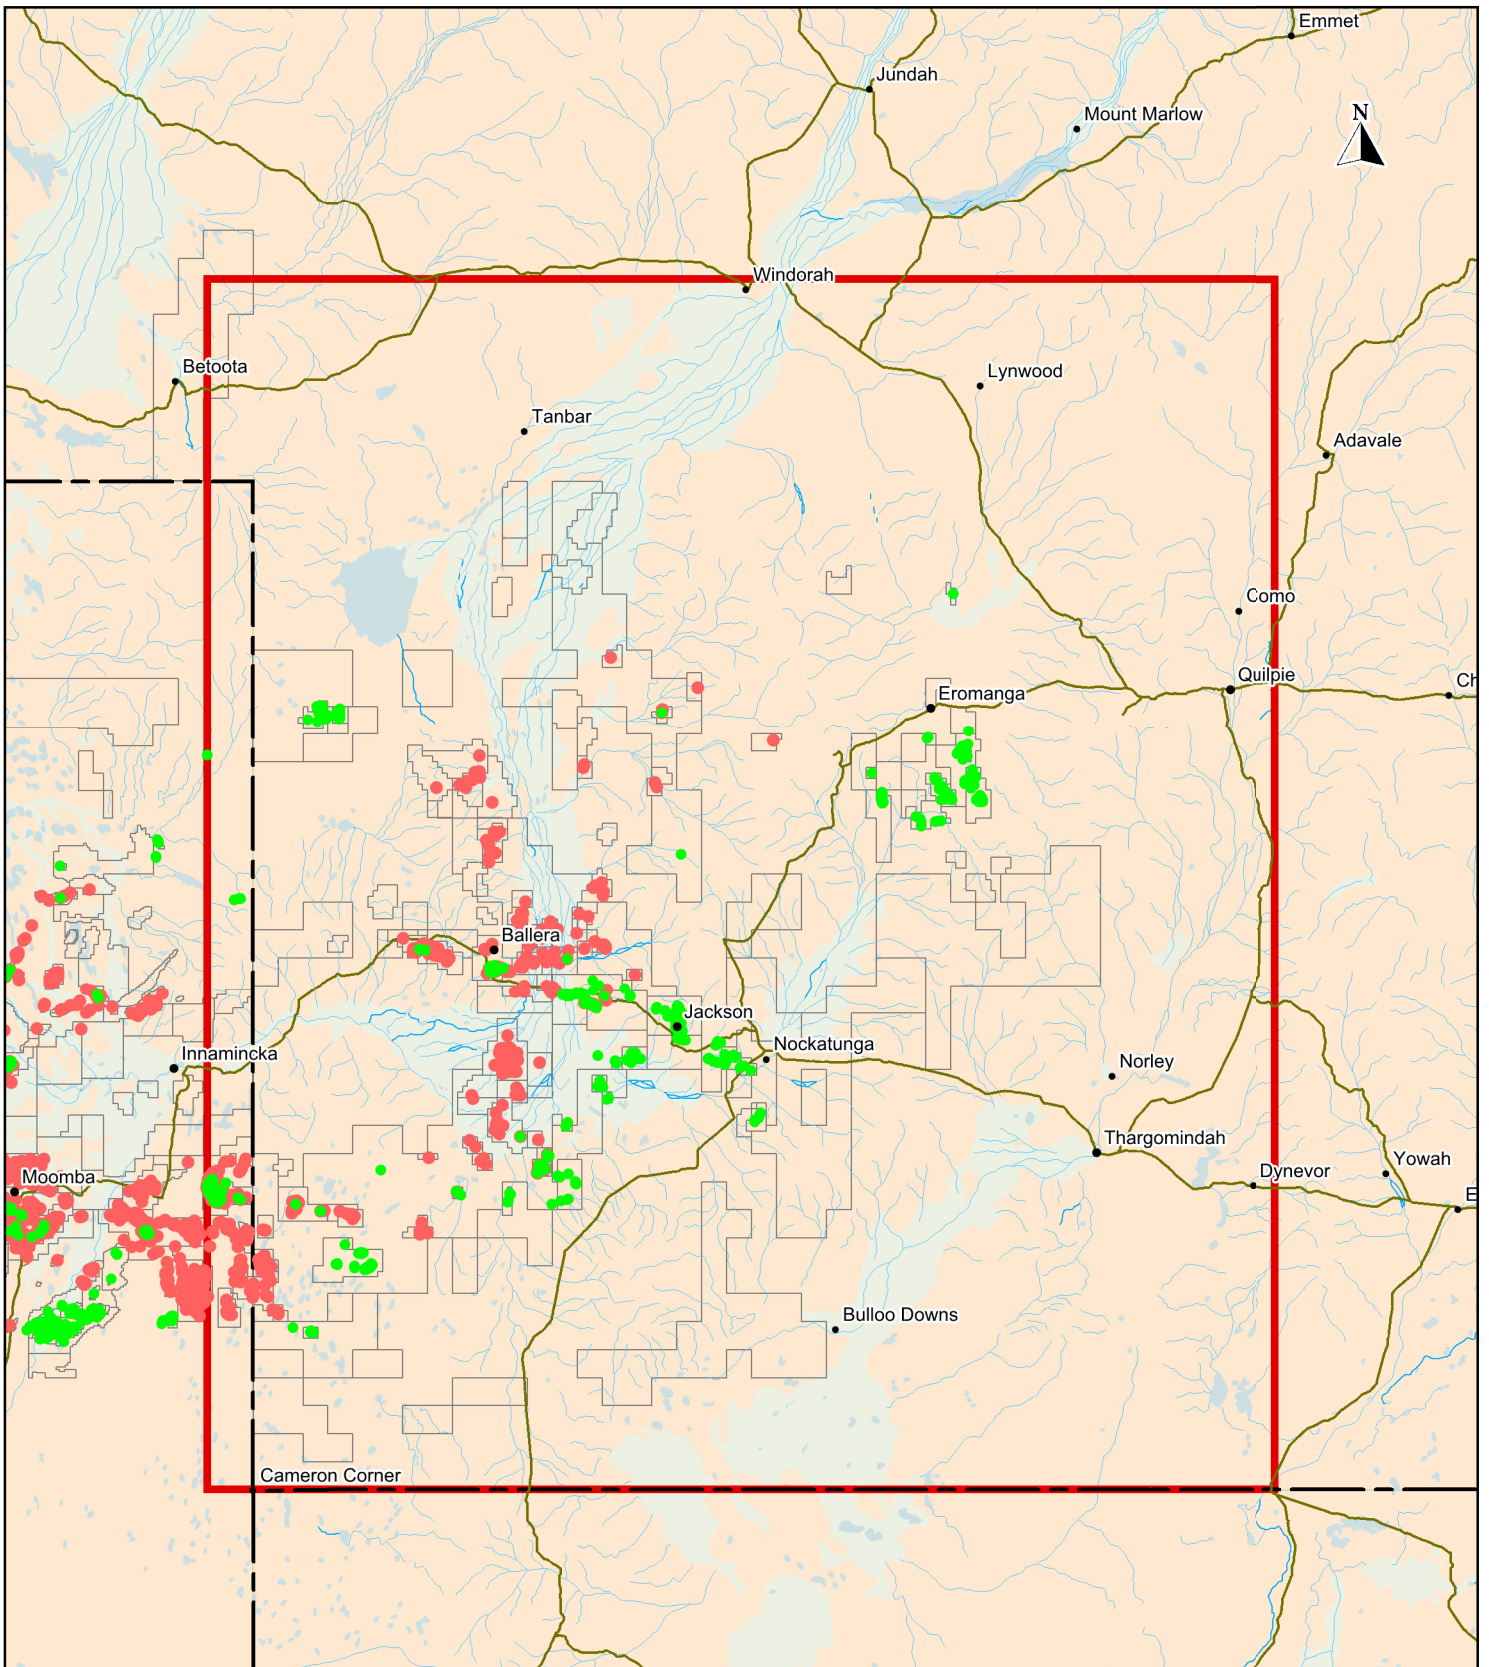 Emmet
Jundah
Mount Marlow
N
Windorah
Betoota
Lynwood
Tanbar
Adavale
Como
Quilpie
Ch
Eromanga
Ballera
Jackson
Nockatunga
Innamincka
Norley
Thargomindah
Moomba
Dynevor
Yowah
E
Bulloo Downs
Cameron Corner